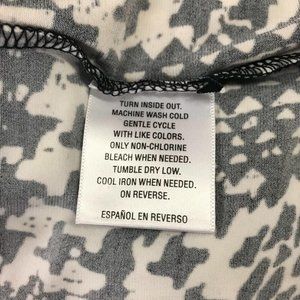 TURN INSIDE OUT.
MACHINE WASH COLD
GENTLE CYCLE
WITH LIKE COLORS.
ONLY NON-CHLORINE
BLEACH WHEN NEEDED.
TUMBLE DRY LOW.
COOL IRON WHEN NEEDED.
ON REVERSE.
ESPAÑOL EN REVERSO